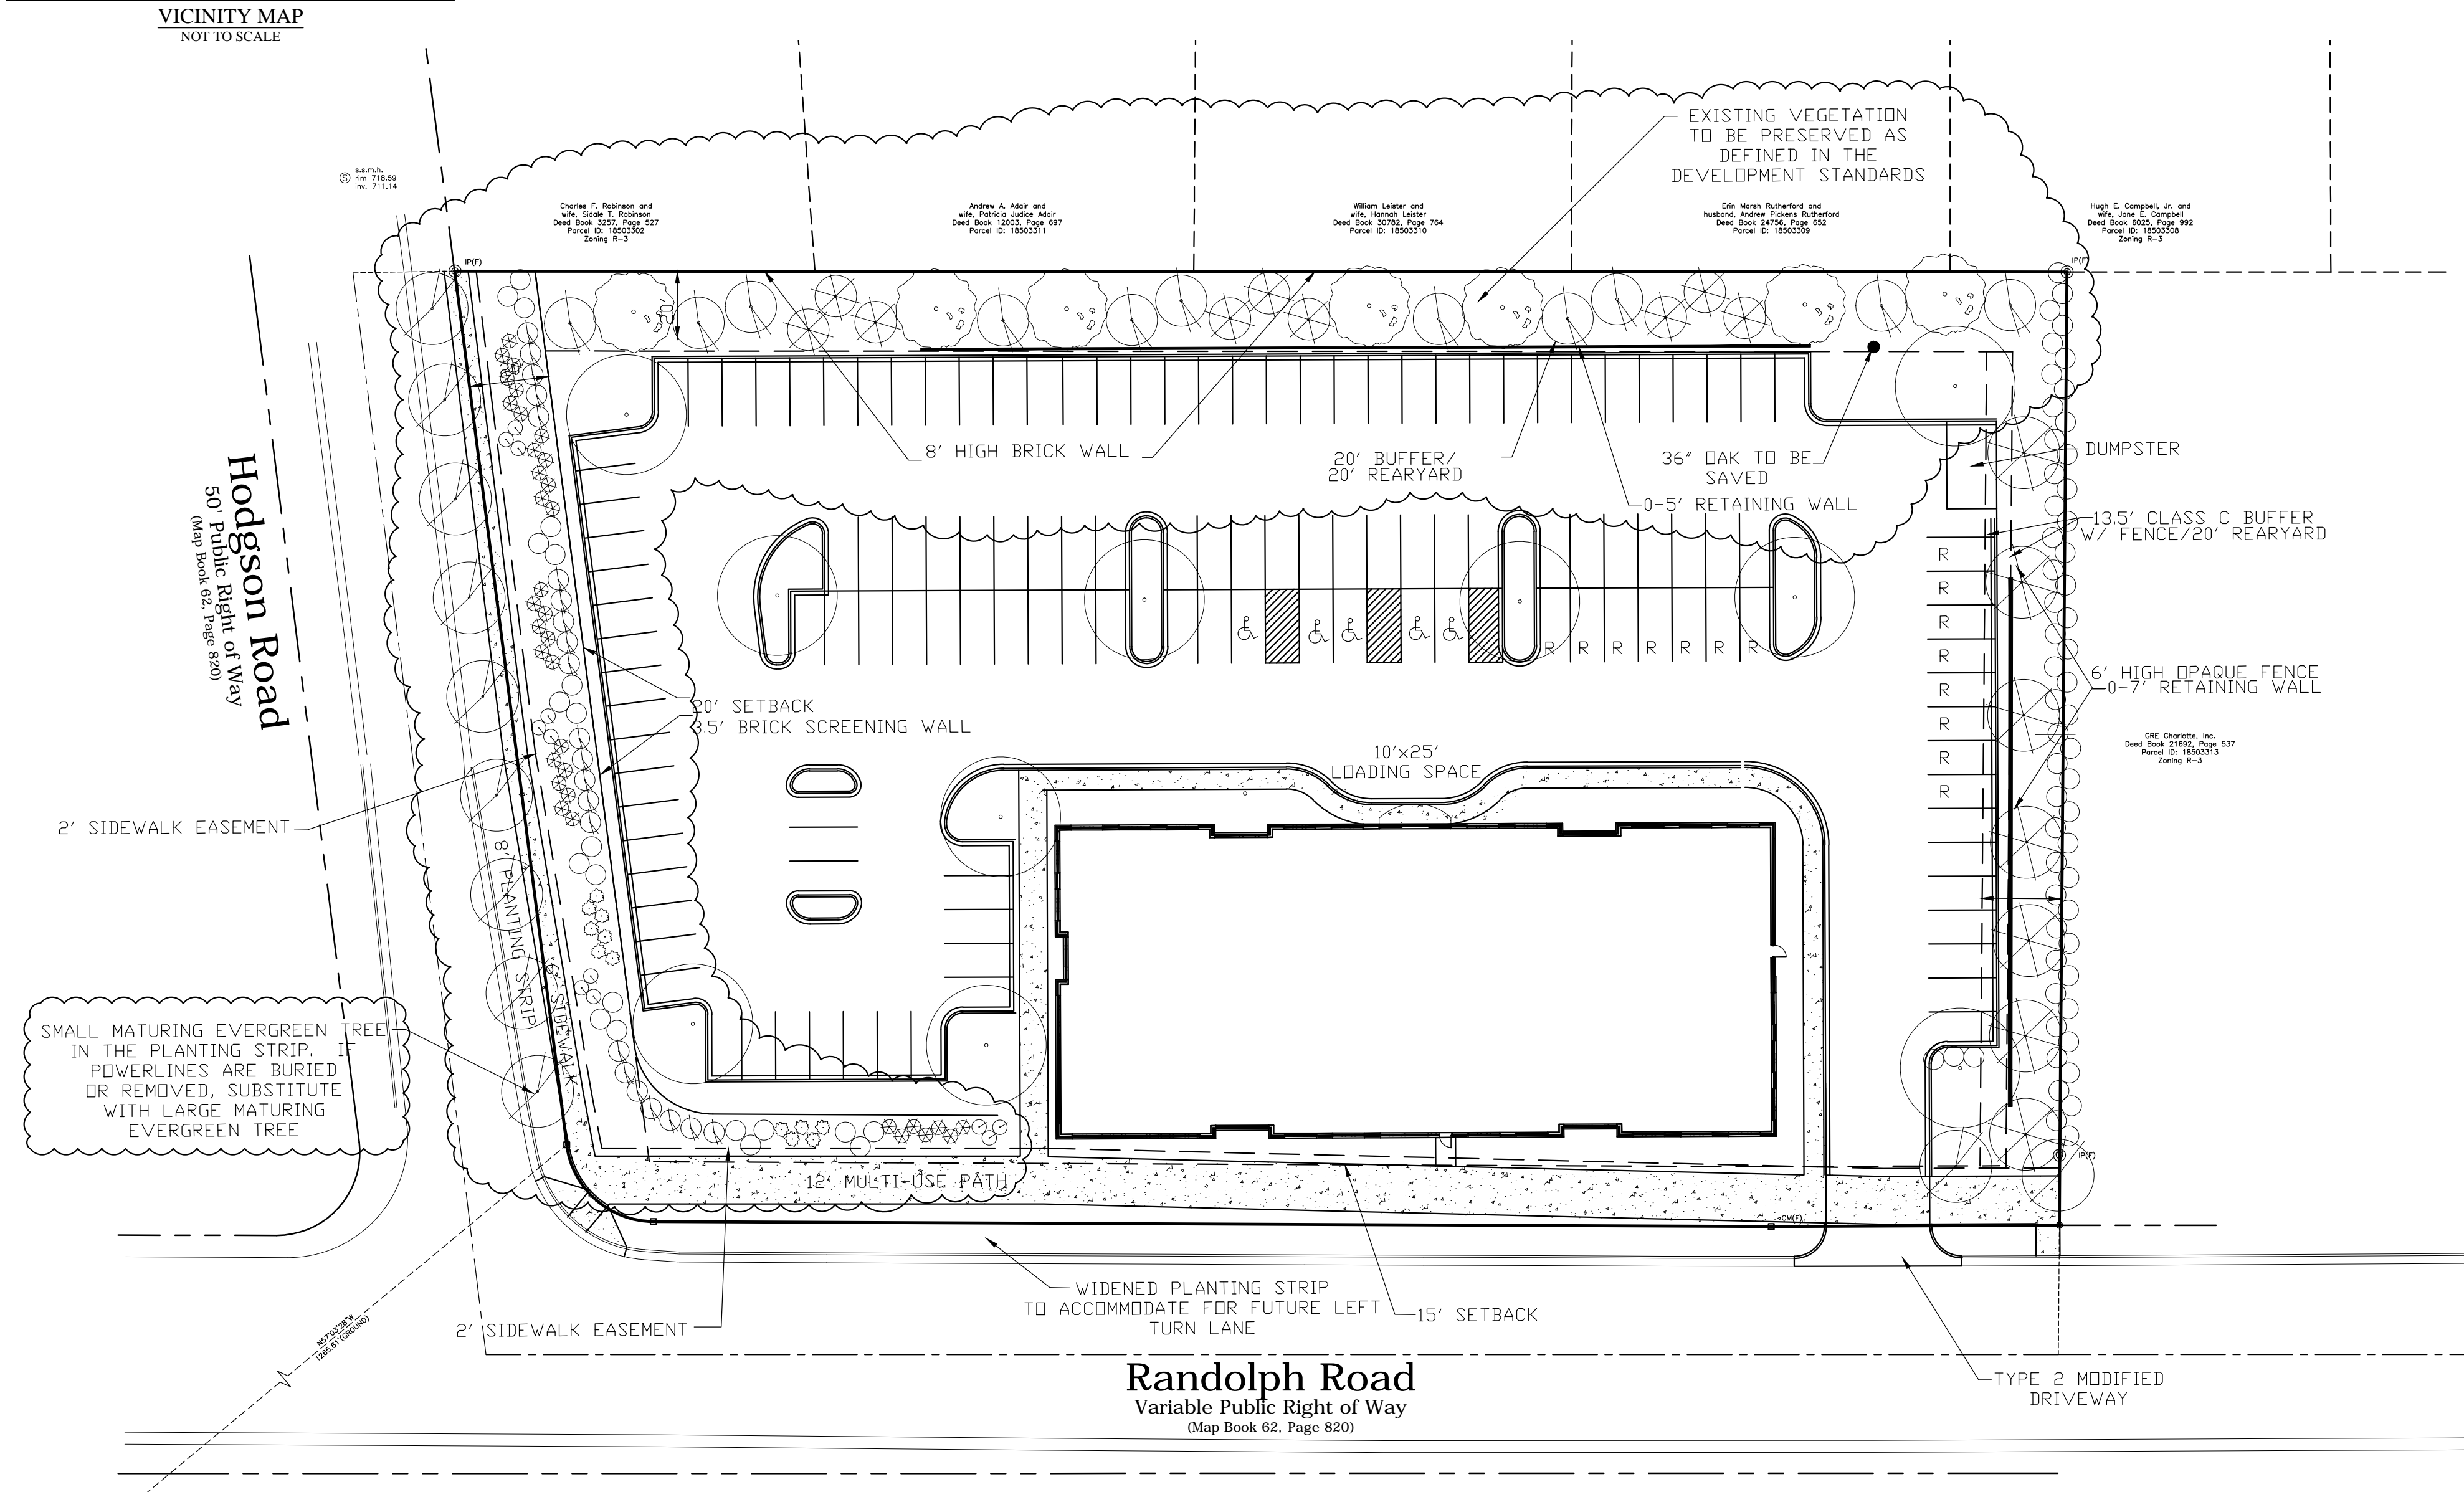 VICINITY MAP
NOT TO SCALE
s.s.m.h.
S rim 718.59
inv. 711.14
EXISTING VEGETATION
TO BE PRESERVED AS
DEFINED IN THE
DEVELOPMENT STANDARDS
Charles F. Robinson and
wife, Sidale T. Robinson
Deed Book 3257, Page 527
Parcel ID: 18503302
Zoning R-3
Andrew A. Adair and
wife, Patricia Judice Adair
Deed Book 12003, Page 697
Parcel ID: 18503311
William Leister and
wife, Hannah Leister
Deed Book 30782, Page 764
Parcel ID: 18503310
Erin Marsh Rutherford and
husband, Andrew Pickens Rutherford
Deed Book 24756, Page 652
Parcel ID: 18503309
Hugh E. Campbell, Jr. and
wife, Jane E. Campbell
Deed Book 6025, Page 992
Parcel ID: 18503308
Zoning R-3
IP(F)
IP(F)
8' HIGH BRICK WALL
20' BUFFER/
20' REARYARD
36" OAK TO BE
SAVED
0-5' RETAINING WALL
DUMPSTER
13.5' CLASS C BUFFER
W/ FENCE/20' REARYARD
Hodgson Road
50' Public Right of Way
(Map Book 62, Page 820)
R
R
R
R
R
R
R
R
R R R R R R R
6' HIGH OPAQUE FENCE
0-7' RETAINING WALL
20' SETBACK
3.5' BRICK SCREENING WALL
GRE Charlotte, Inc.
Deed Book 21692, Page 537
Parcel ID: 18503313
Zoning R-3
10'x25'
LOADING SPACE
2' SIDEWALK EASEMENT
8' PLANTING STRIP
6' SIDEWALK
SMALL MATURING EVERGREEN TREE
IN THE PLANTING STRIP. IF
POWERLINES ARE BURIED
OR REMOVED, SUBSTITUTE
WITH LARGE MATURING
EVERGREEN TREE
IP(F)
12' MULTI-USE PATH
CM(F)
WIDENED PLANTING STRIP
TO ACCOMMODATE FOR FUTURE LEFT
TURN LANE
15' SETBACK
2' SIDEWALK EASEMENT
N57°03'28"W
1265.61'(GROUND)
Randolph Road
Variable Public Right of Way
(Map Book 62, Page 820)
TYPE 2 MODIFIED
DRIVEWAY